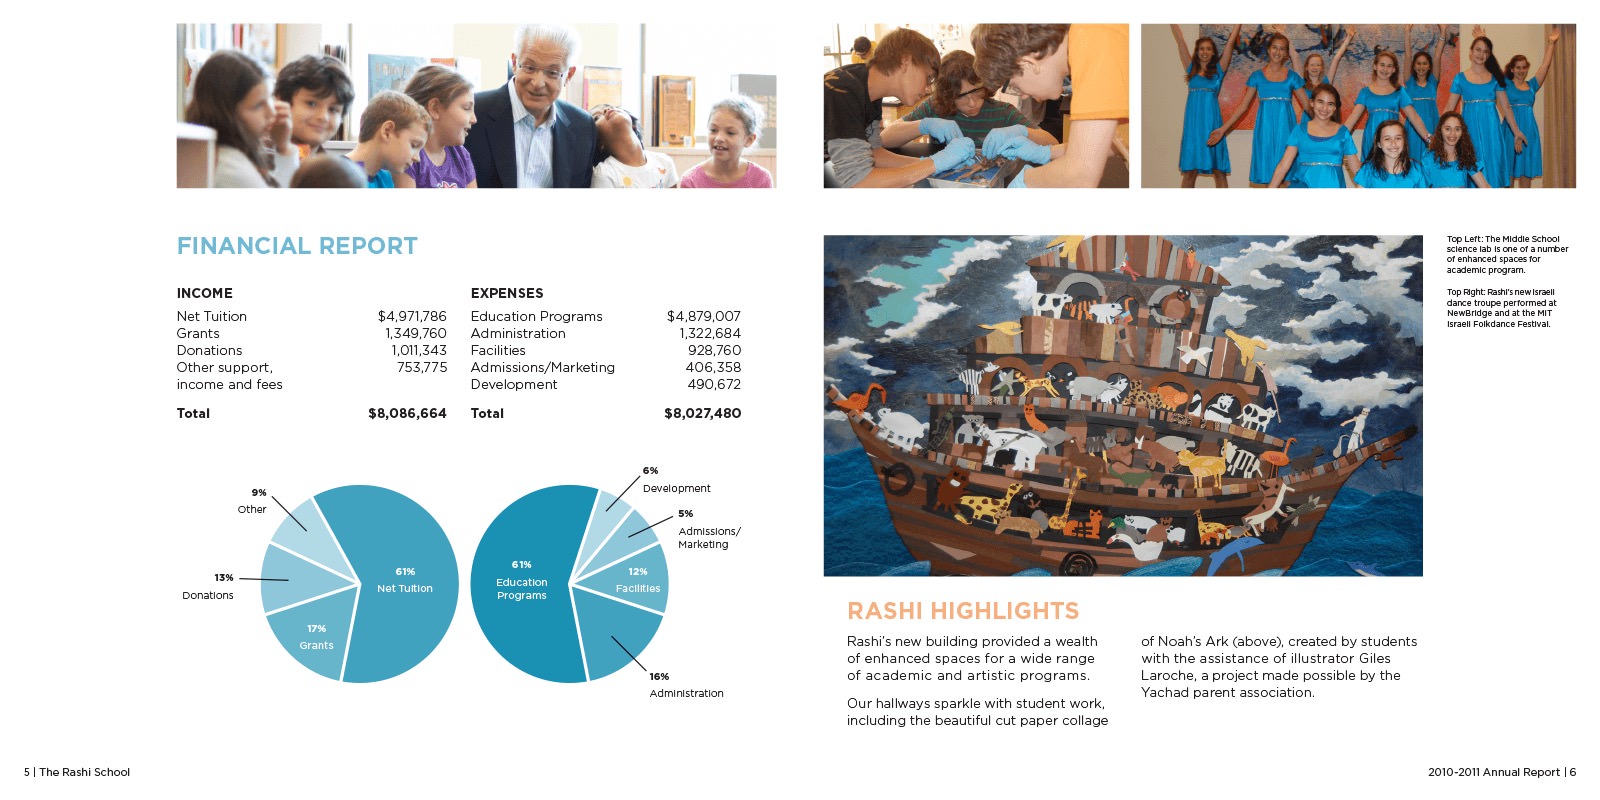 FINANCIAL REPORT
INCOME
Net Tuition $4,971,786
Grants 1,349,760
Donations 1,011,343
Other support, 753,775
income and fees
Total $8,086,664
EXPENSES
Education Programs $4,879,007
Administration 1,322,684
Facilities 928,760
Admissions/Marketing 406,358
Development 490,672
Total $8,027,480
9%
Other
13%
Donations
17%
Grants
61%
Net Tuition
61%
Education
Programs
6%
Development
5%
Admissions/
Marketing
12%
Facilities
16%
Administration
5 | The Rashi School
Top Left: The Middle School
science lab is one of a number
of enhanced spaces for
academic program.
Top Right: Rashi's new Israeli
dance troupe performed at
NewBridge and at the MIT
Israeli Folkdance Festival.
RASHI HIGHLIGHTS
Rashi's new building provided a wealth
of enhanced spaces for a wide range
of academic and artistic programs.
Our hallways sparkle with student work,
including the beautiful cut paper collage
of Noah's Ark (above), created by students
with the assistance of illustrator Giles
Laroche, a project made possible by the
Yachad parent association.
2010-2011 Annual Report | 6